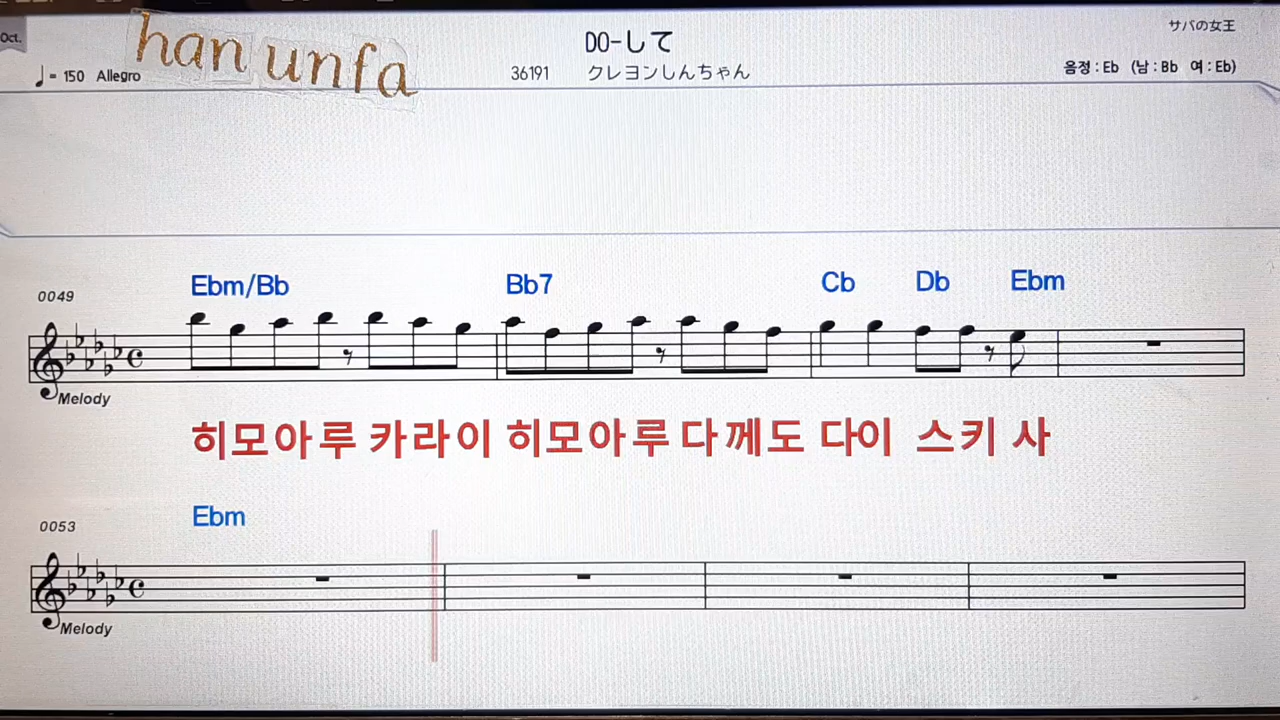 Oct.
han unfa
DO-して
サバの女王
♩= 150 Allegro
36191 クレヨンしんちゃん
음정 : Eb (남 : Bb 여 : Eb)
Ebm/Bb Bb7 Cb Db Ebm
0049
Melody
히모아루 카라이 히모아루 다께도 다이 스키 사
Ebm
0053
Melody